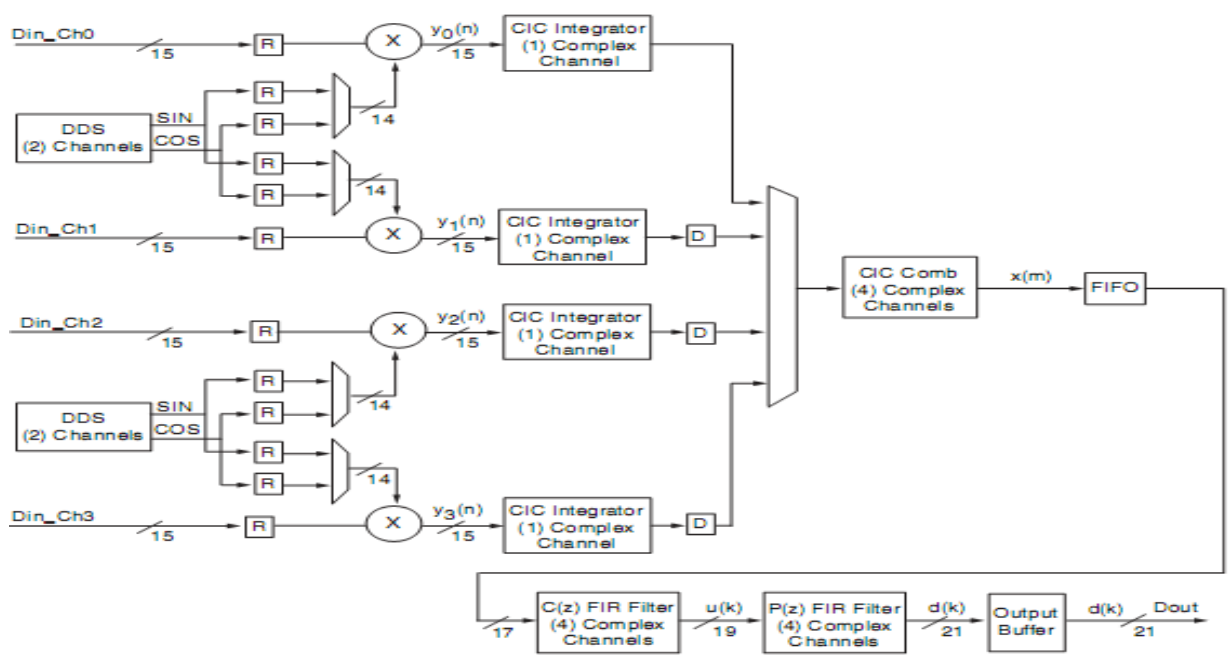 Din_Ch0
15
R
X
y0(n)
15
CIC Integrator
(1) Complex
Channel
DDS
(2) Channels
SIN
COS
R
R
14
R
R
14
Din_Ch1
15
R
X
y1(n)
15
CIC Integrator
(1) Complex
Channel
D
CIC Comb
(4) Complex
Channels
x(m)
FIFO
Din_Ch2
15
R
X
y2(n)
15
CIC Integrator
(1) Complex
Channel
D
DDS
(2) Channels
SIN
COS
R
R
14
R
R
14
Din_Ch3
15
R
X
y3(n)
15
CIC Integrator
(1) Complex
Channel
D
17
C(z) FIR Filter
(4) Complex
Channels
u(k)
19
P(z) FIR Filter
(4) Complex
Channels
d(k)
21
Output
Buffer
d(k)
21
Dout